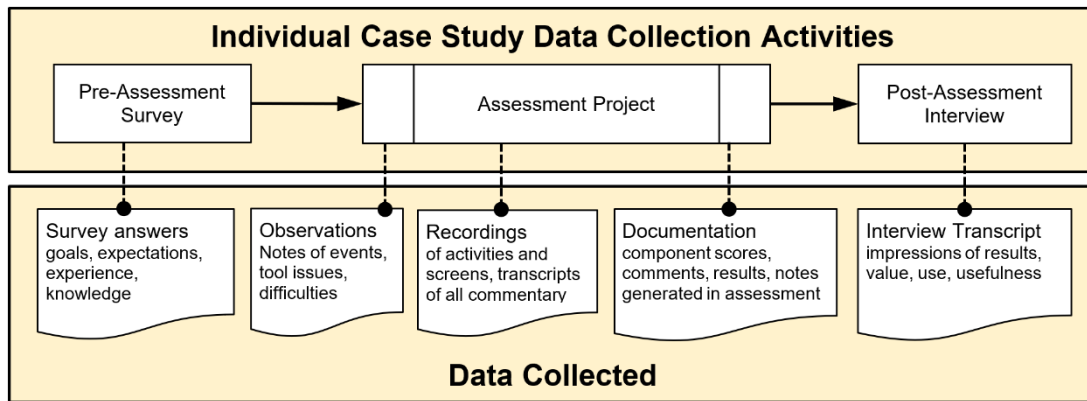 Individual Case Study Data Collection Activities
Pre-Assessment
Survey
Assessment Project
Post-Assessment
Interview
Survey answers
goals, expectations,
experience,
knowledge
Observations
Notes of events,
tool issues,
difficulties
Recordings
of activities and
screens, transcripts
of all commentary
Documentation
component scores,
comments, results, notes
generated in assessment
Interview Transcript
impressions of results,
value, use, usefulness
Data Collected